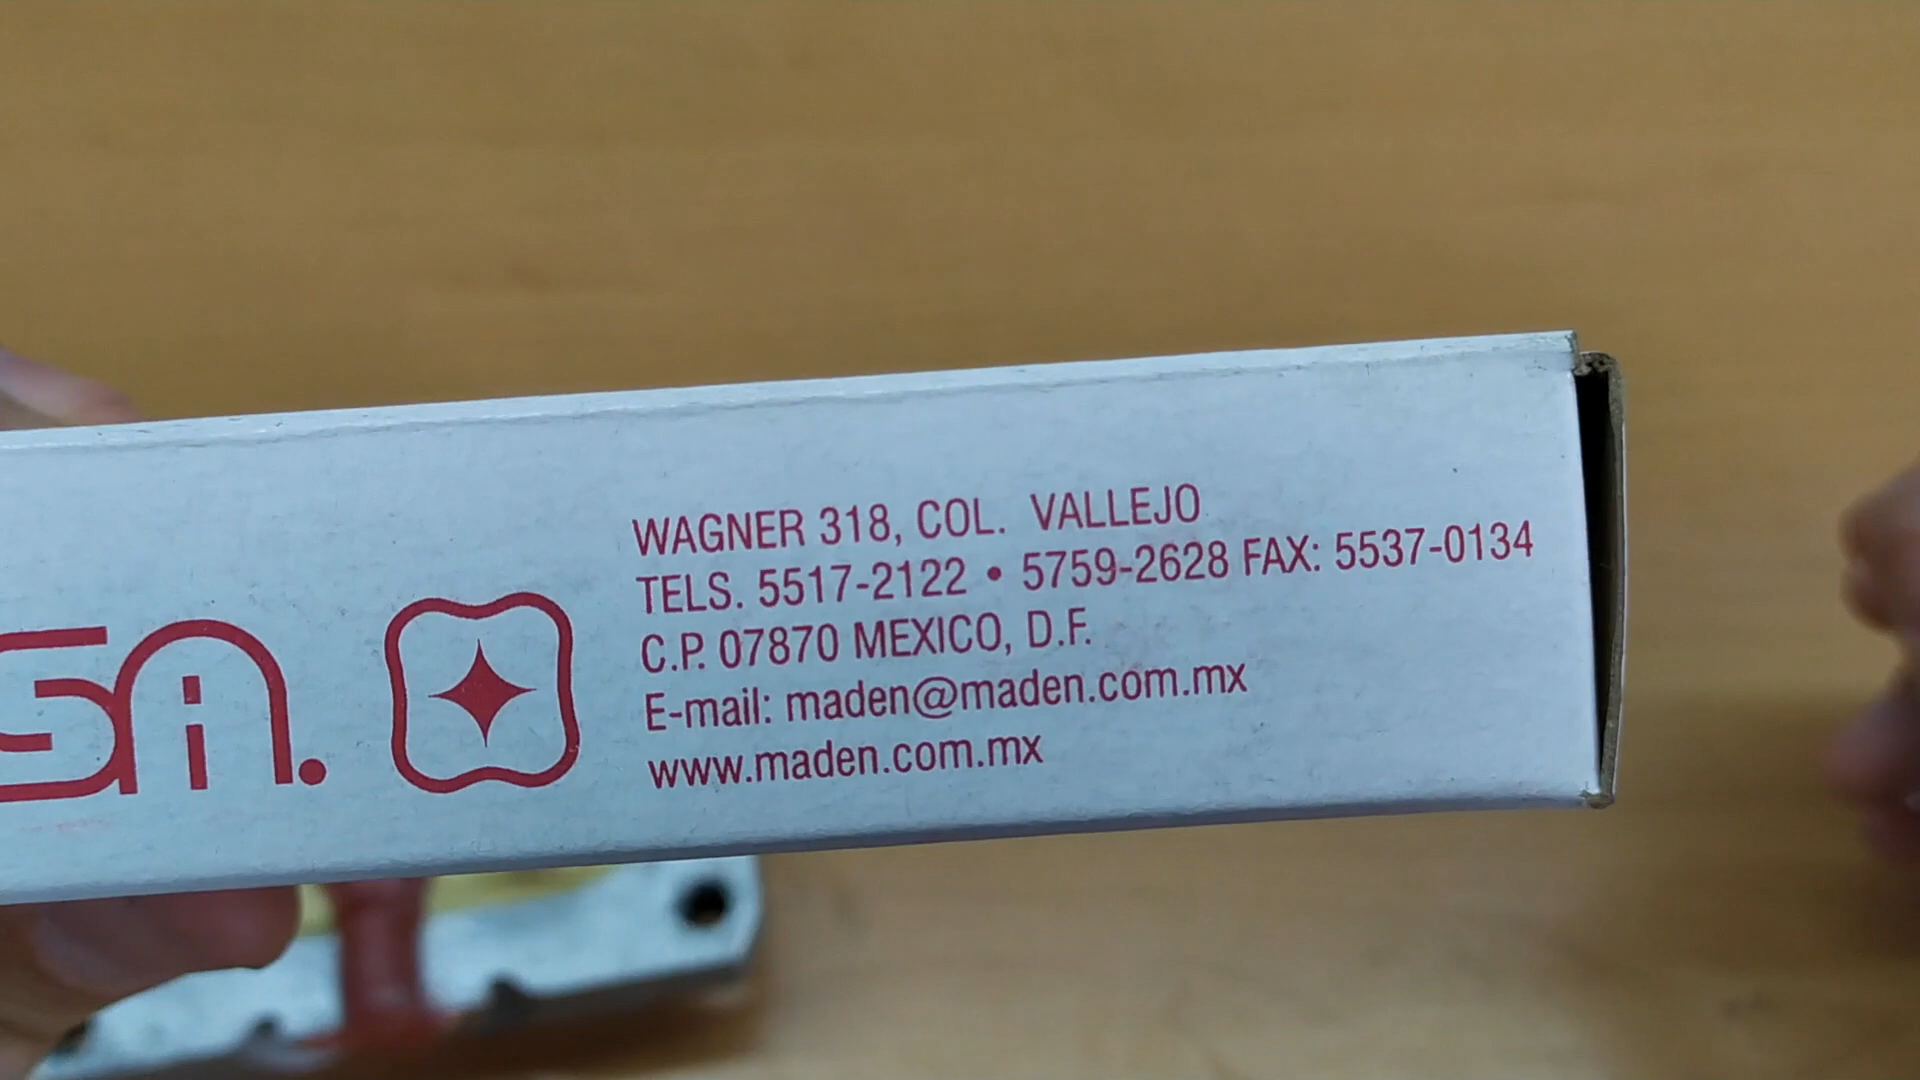 WAGNER 318, COL. VALLEJO
TELS. 5517-2122 • 5759-2628 FAX: 5537-0134
C.P. 07870 MEXICO, D.F.
E-mail: maden@maden.com.mx
www.maden.com.mx